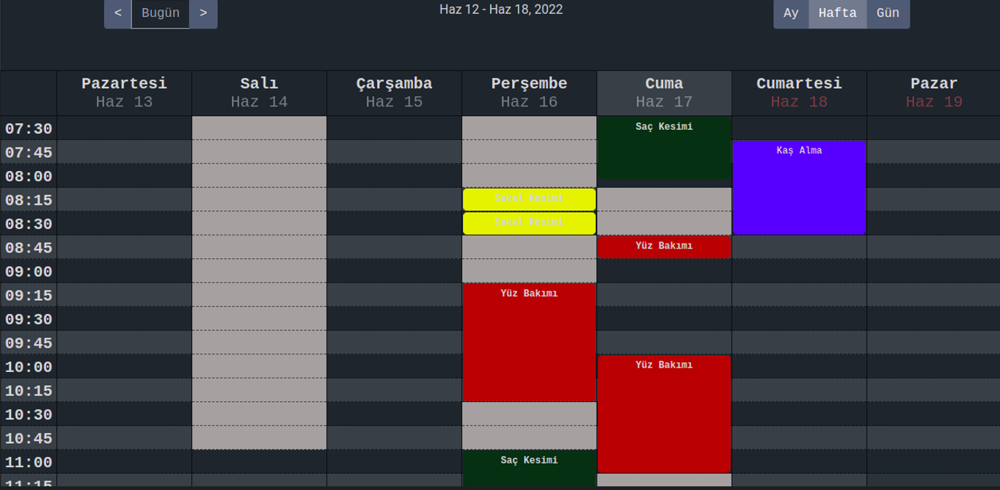 < Bugün >
Haz 12 - Haz 18, 2022
Ay Hafta Gün
Pazartesi Salı Çarşamba Perşembe Cuma Cumartesi Pazar
Haz 13 Haz 14 Haz 15 Haz 16 Haz 17 Haz 18 Haz 19
07:30 Saç Kesimi
07:45 Kaş Alma
08:00
08:15 Sakal Kesimi
08:30 Sakal Kesimi
08:45 Yüz Bakımı
09:00
09:15 Yüz Bakımı
09:30
09:45
10:00 Yüz Bakımı
10:15
10:30
10:45
11:00 Saç Kesimi
11:15